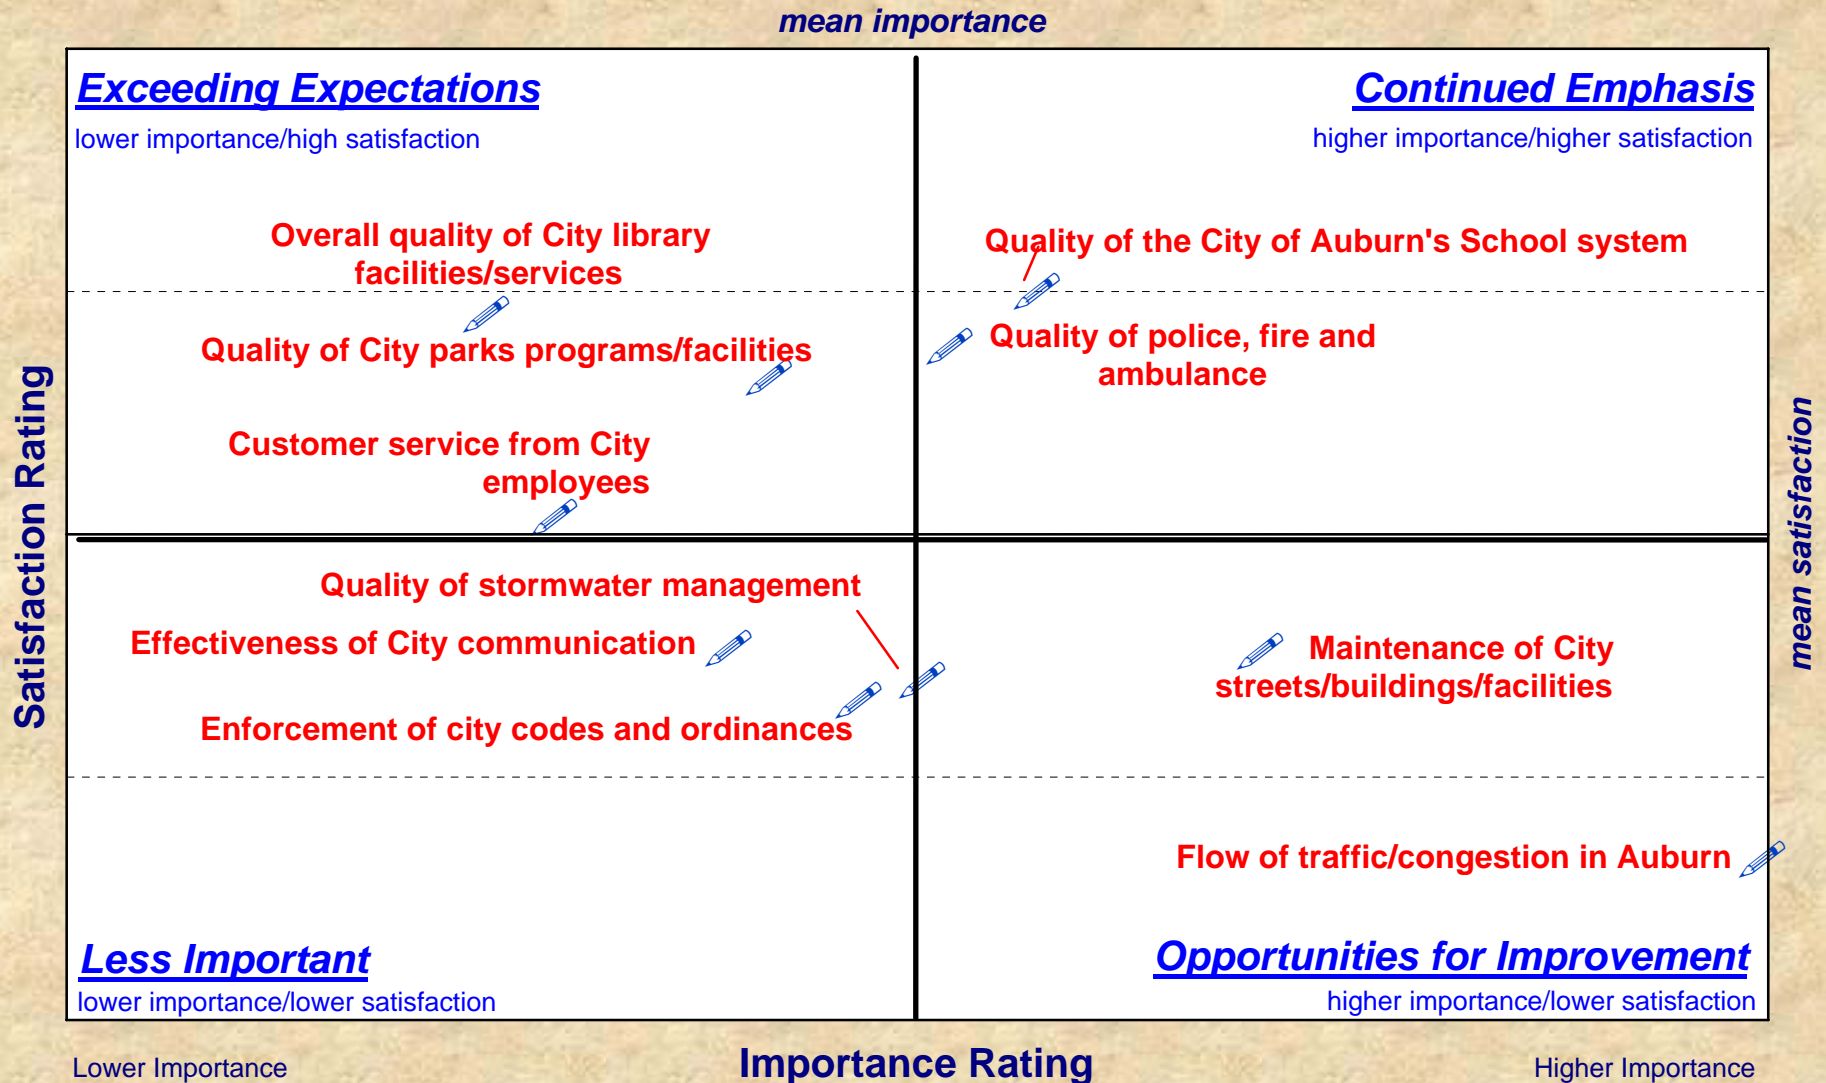 mean importance
Exceeding Expectations
lower importance/high satisfaction
Continued Emphasis
higher importance/higher satisfaction
Overall quality of City library
facilities/services
Quality of the City of Auburn's School system
Quality of City parks programs/facilities
Quality of police, fire and
ambulance
Customer service from City
employees
Satisfaction Rating
mean satisfaction
Quality of stormwater management
Effectiveness of City communication
Maintenance of City
streets/buildings/facilities
Enforcement of city codes and ordinances
Flow of traffic/congestion in Auburn
Less Important
lower importance/lower satisfaction
Opportunities for Improvement
higher importance/lower satisfaction
Lower Importance
Importance Rating
Higher Importance